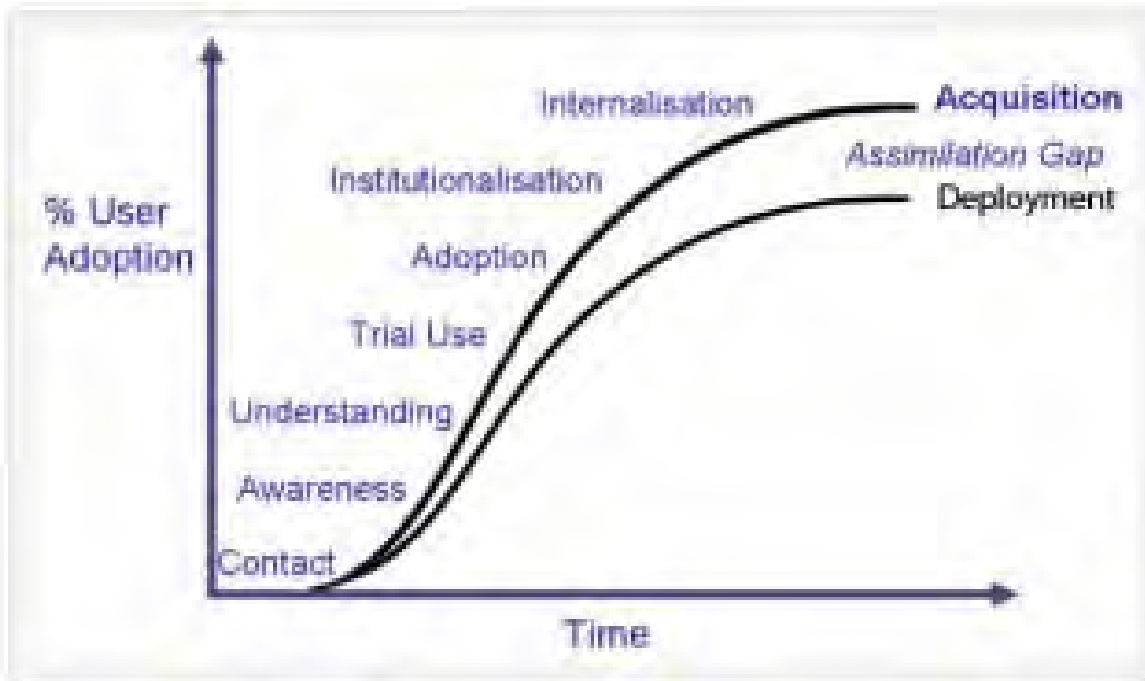 Internalisation
Acquisition
Assimilation Gap
Institutionalisation
Deployment
% User
Adoption
Adoption
Trial Use
Understanding
Awareness
Contact
Time